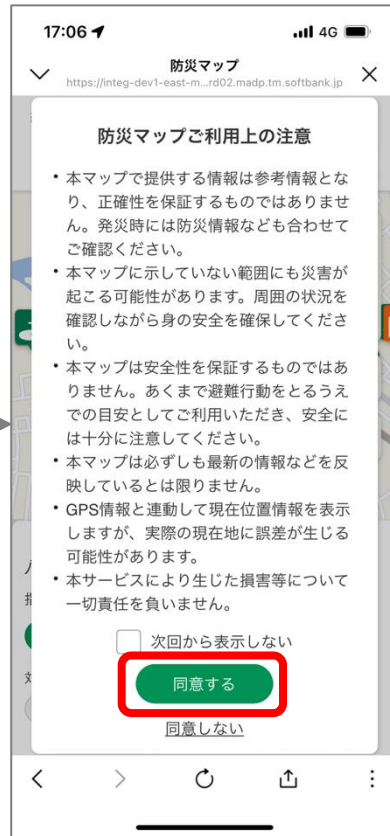 17:06
4G
防災マップ
https://integ-dev1-east-m...rd02.madp.tm.softbank.jp
防災マップご利用上の注意
• 本マップで提供する情報は参考情報とな
り、正確性を保証するものではありませ
ん。発災時には防災情報なども合わせて
ご確認ください。
• 本マップに示していない範囲にも災害が
起こる可能性があります。周囲の状況を
確認しながら身の安全を確保してくださ
い。
• 本マップは安全性を保証するものではあ
りません。あくまで避難行動をとるうえ
での目安としてご利用いただき、安全に
は十分に注意してください。
• 本マップは必ずしも最新の情報などを反
映しているとは限りません。
• GPS情報と連動して現在位置情報を表示
しますが、実際の現在地に誤差が生じる
可能性があります。
• 本サービスにより生じた損害等について
一切責任を負いません。
次回から表示しない
同意する
同意しない